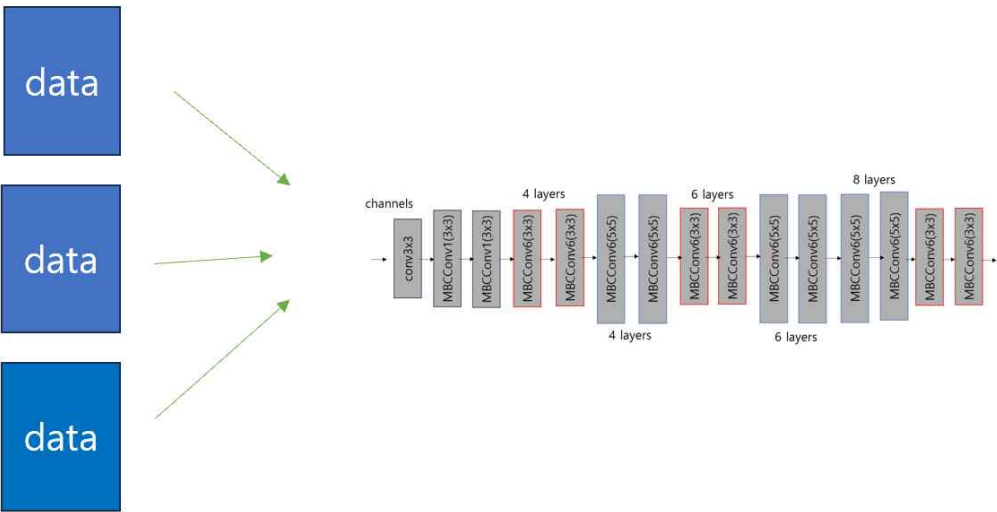 data
data
data
channels
4 layers
6 layers
8 layers
conv3x3
MBCConv1(3x3)
MBCConv1(3x3)
MBCConv6(3x3)
MBCConv6(3x3)
MBCConv6(5x5)
MBCConv6(5x5)
MBCConv6(3x3)
MBCConv6(3x3)
MBCConv6(5x5)
MBCConv6(5x5)
MBCConv6(5x5)
MBCConv6(5x5)
MBCConv6(3x3)
MBCConv6(3x3)
4 layers
6 layers